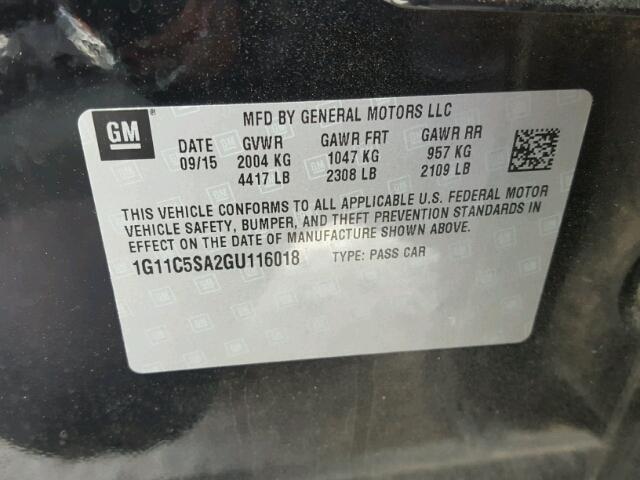 GM
MFD BY GENERAL MOTORS LLC
DATE GVWR GAWR FRT GAWR RR
09/15 2004 KG 1047 KG 957 KG
4417 LB 2308 LB 2109 LB
THIS VEHICLE CONFORMS TO ALL APPLICABLE U.S. FEDERAL MOTOR
VEHICLE SAFETY, BUMPER, AND THEFT PREVENTION STANDARDS IN
EFFECT ON THE DATE OF MANUFACTURE SHOWN ABOVE.
1G11C5SA2GU116018 TYPE: PASS CAR